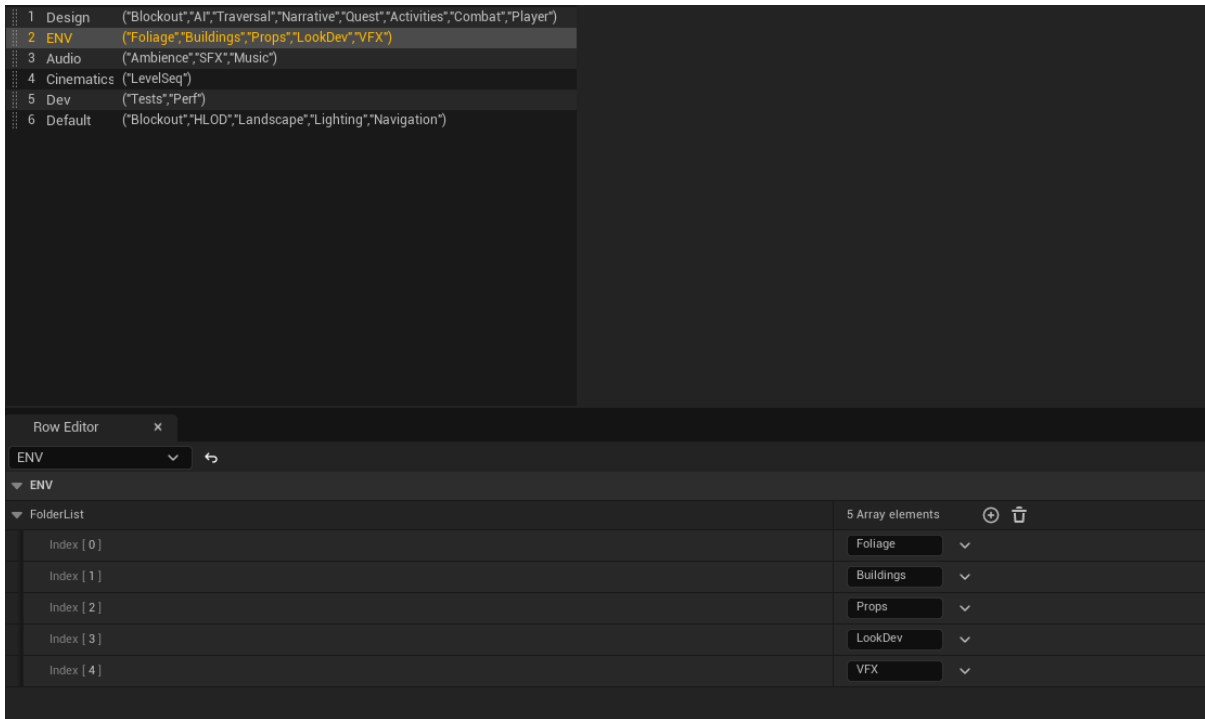 1 Design ("Blockout","AI","Traversal","Narrative","Quest","Activities","Combat","Player")
2 ENV ("Foliage","Buildings","Props","LookDev","VFX")
3 Audio ("Ambience","SFX","Music")
4 Cinematics ("LevelSeq")
5 Dev ("Tests","Perf")
6 Default ("Blockout","HLOD","Landscape","Lighting","Navigation")
Row Editor
ENV
ENV
FolderList 5 Array elements
Index [ 0 ] Foliage
Index [ 1 ] Buildings
Index [ 2 ] Props
Index [ 3 ] LookDev
Index [ 4 ] VFX